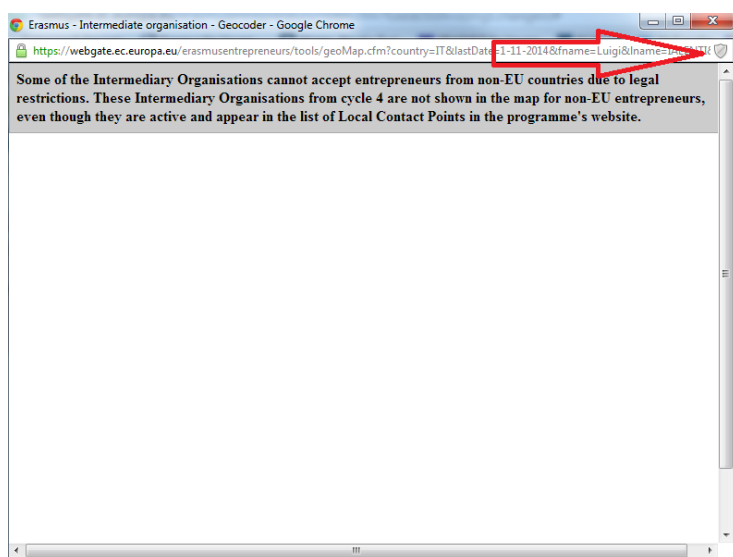 Erasmus - Intermediate organisation - Geocoder - Google Chrome
https://webgate.ec.europa.eu/erasmusentrepreneurs/tools/geoMap.cfm?country=IT&lastDate=1-11-2014&fname=Luigi&lname=
Some of the Intermediary Organisations cannot accept entrepreneurs from non-EU countries due to legal
restrictions. These Intermediary Organisations from cycle 4 are not shown in the map for non-EU entrepreneurs,
even though they are active and appear in the list of Local Contact Points in the programme's website.